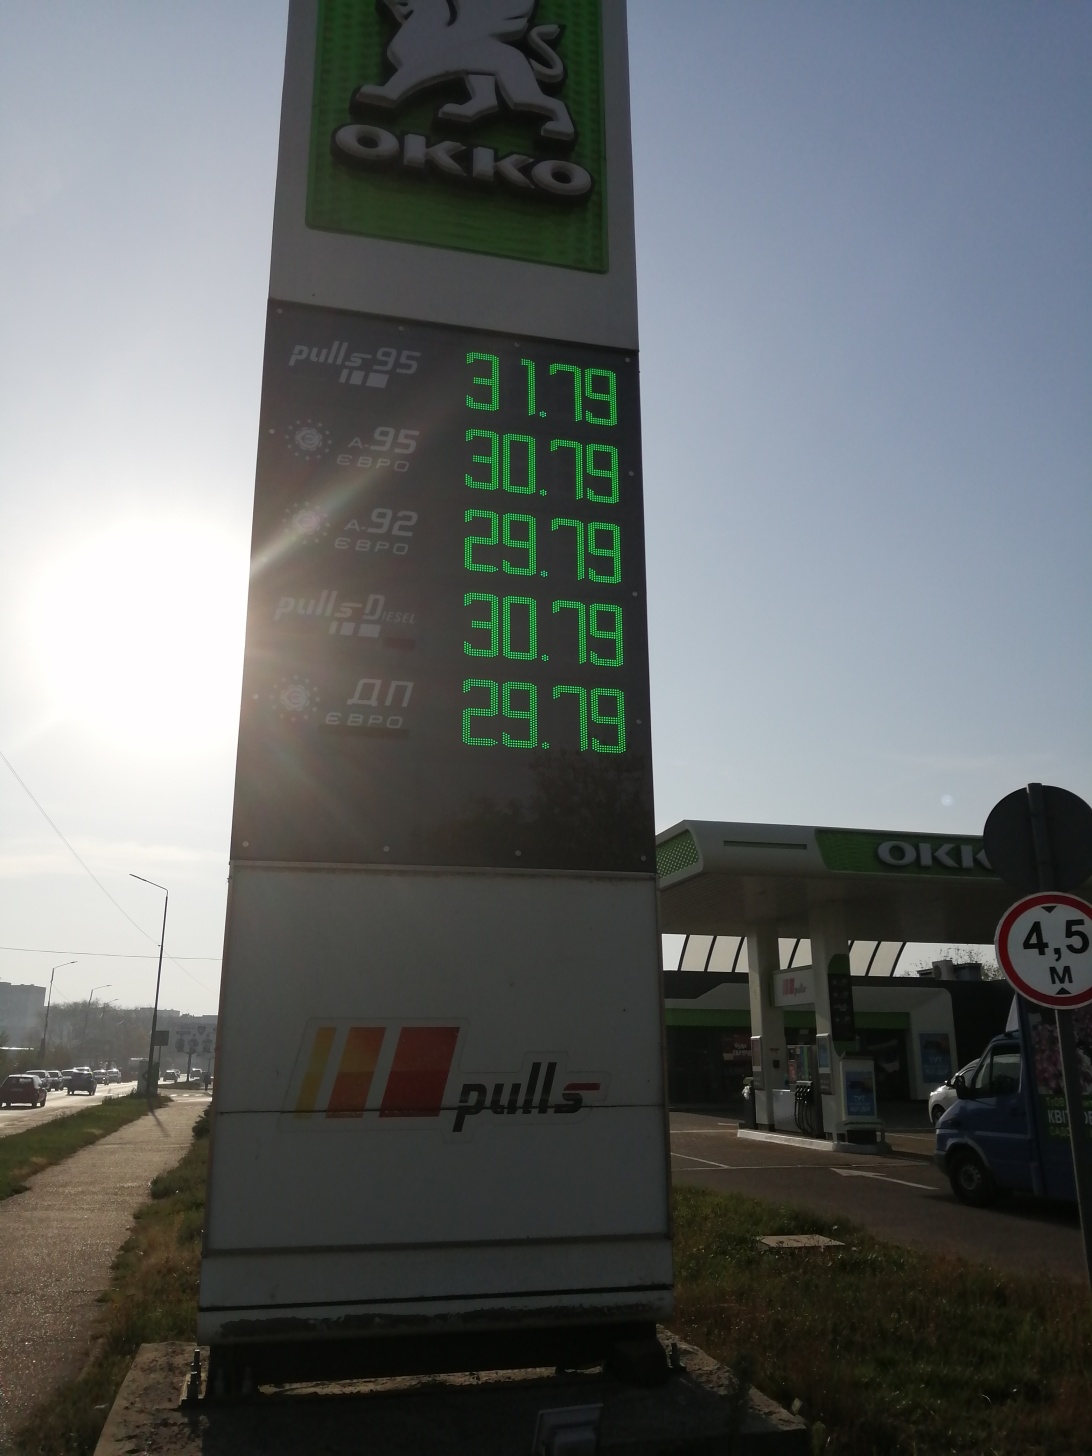 OKKO
pulls 95 31.79
А.95 30.79
ЄВРО
А.92 29.79
ЄВРО
pulls DIESEL 30.79
ДП 29.79
ЄВРО
OKK
4,5
М
pulls